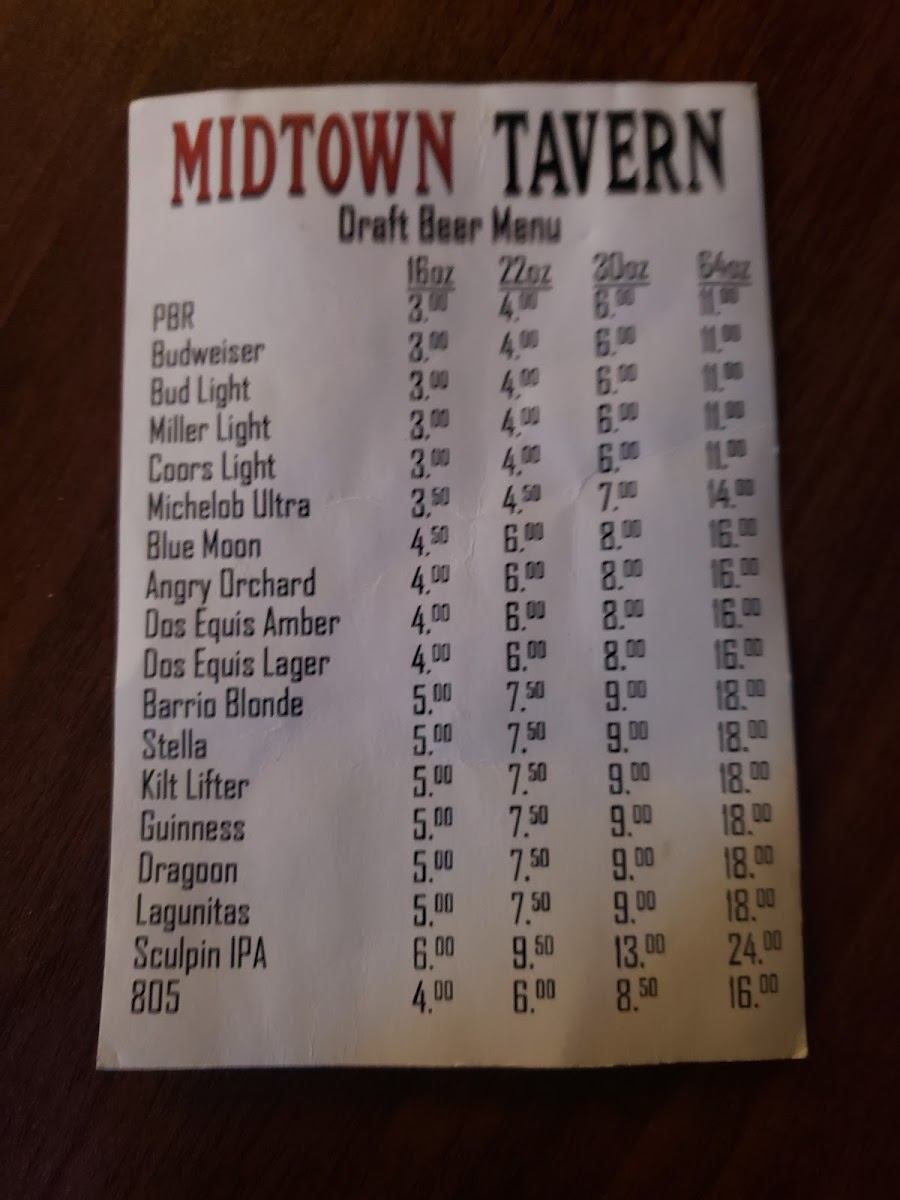 MIDTOWN TAVERN
Draft Beer Menu
16oz 22oz 30oz 64oz
PBR 3.00 4.00 6.00 11.00
Budweiser 3.00 4.00 6.00 11.00
Bud Light 3.00 4.00 6.00 11.00
Miller Light 3.00 4.00 6.00 11.00
Coors Light 3.00 4.00 6.00 11.00
Michelob Ultra 3.50 4.50 7.00 14.00
Blue Moon 4.50 6.00 8.00 16.00
Angry Orchard 4.00 6.00 8.00 16.00
Dos Equis Amber 4.00 6.00 8.00 16.00
Dos Equis Lager 4.00 6.00 8.00 16.00
Barrio Blonde 5.00 7.50 9.00 18.00
Stella 5.00 7.50 9.00 18.00
Kilt Lifter 5.00 7.50 9.00 18.00
Guinness 5.00 7.50 9.00 18.00
Dragoon 5.00 7.50 9.00 18.00
Lagunitas 5.00 7.50 9.00 18.00
Sculpin IPA 6.00 9.50 13.00 24.00
805 4.00 6.00 8.50 16.00